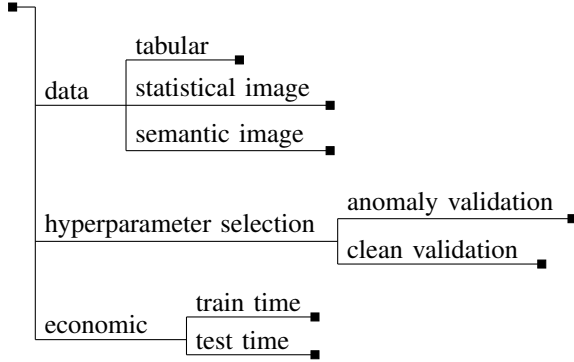 tabular
data
statistical image
semantic image
anomaly validation
hyperparameter selection
clean validation
train time
economic
test time